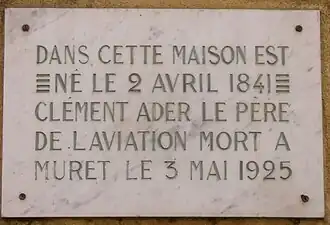 DANS CETTE MAISON EST
NÉ LE 2 AVRIL 1841
CLÉMENT ADER LE PÈRE
DE L'AVIATION MORT A
MURET LE 3 MAI 1925